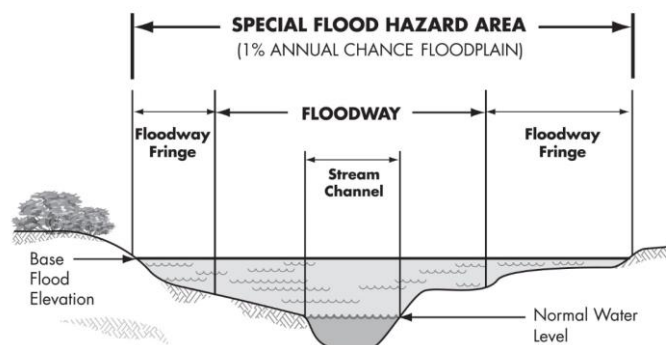 SPECIAL FLOOD HAZARD AREA
(1% ANNUAL CHANCE FLOODPLAIN)
Floodway
Fringe
FLOODWAY
Floodway
Fringe
Stream
Channel
Base
Flood
Elevation
Normal Water
Level